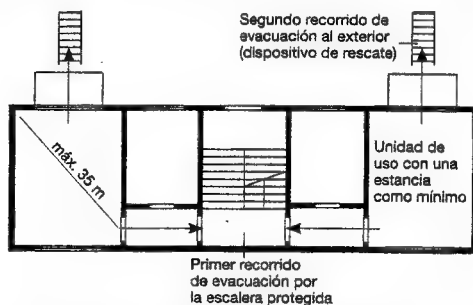 Segundo recorrido de
evacuación al exterior
(dispositivo de rescate)
máx. 35 m
Unidad de
uso con una
estancia
como mínimo
Primer recorrido
de evacuación por
la escalera protegida